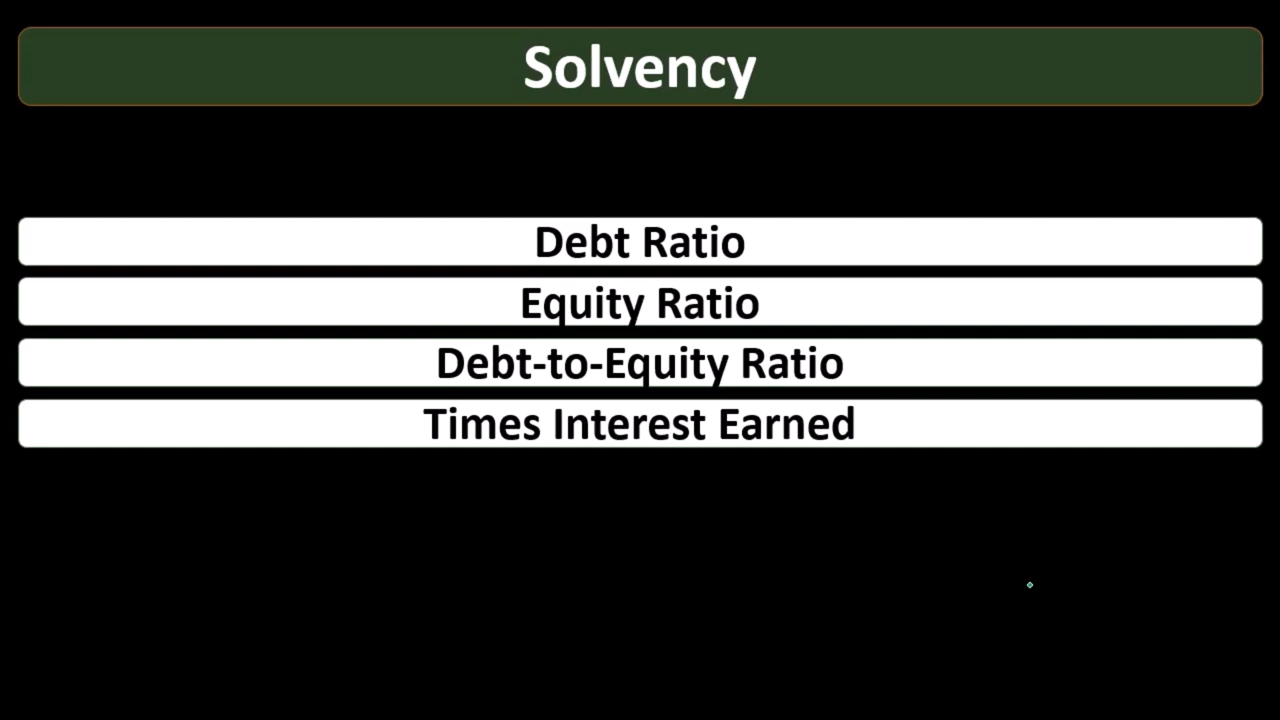 Solvency
Debt Ratio
Equity Ratio
Debt-to-Equity Ratio
Times Interest Earned